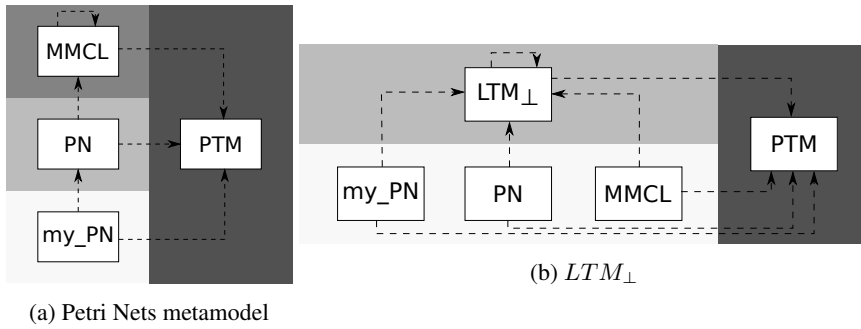 MMCL
PN
PTM
my_PN
(a) Petri Nets metamodel
LTM⊥
PTM
my_PN
PN
MMCL
(b) LTM⊥